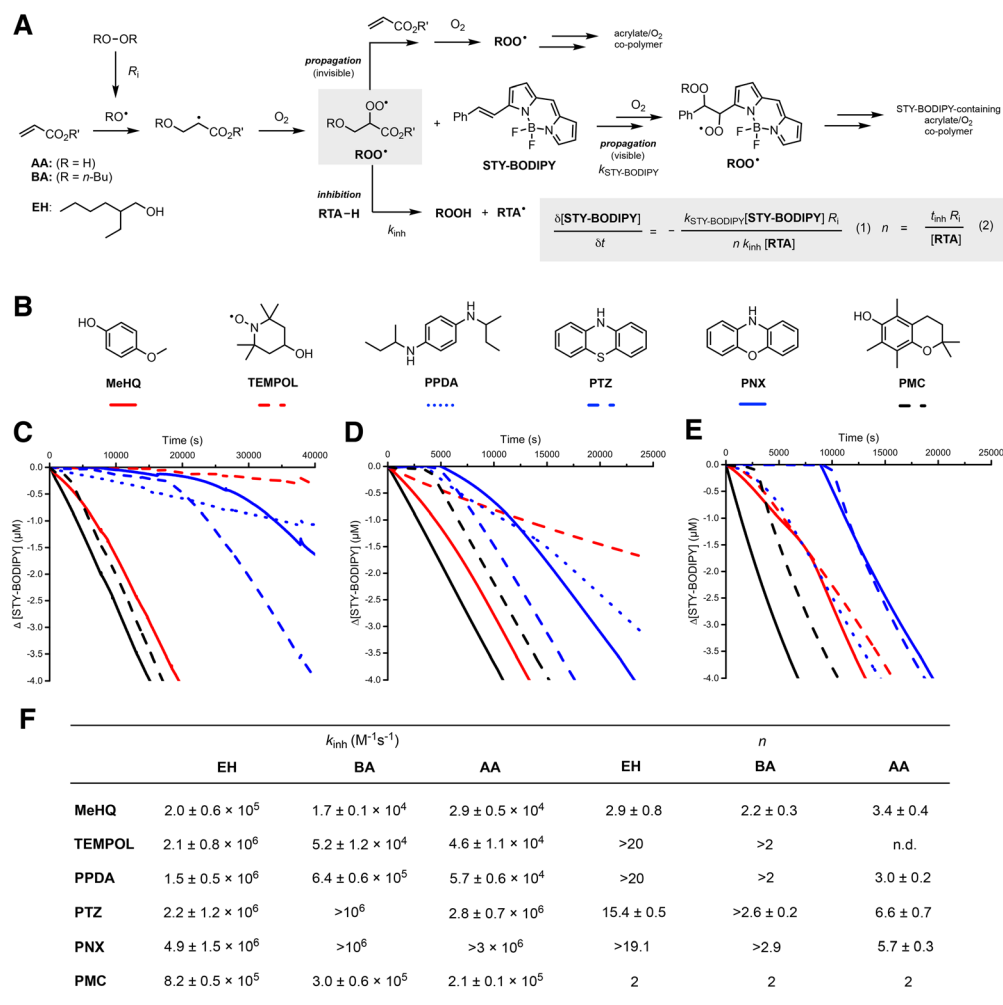 A
RO—OR
Ri
CO2R'
RO•
RO
CO2R'
O2
AA: (R = H)
BA: (R = n-Bu)
EH:
OH
CO2R'
O2
ROO•
acrylate/O2
co-polymer
propagation
(invisible)
OO•
RO
CO2R'
ROO•
+
Ph
N
N
B
F
F
STY-BODIPY
O2
propagation
(visible)
kSTY-BODIPY
ROO
Ph
•OO
N
N
B
F
F
ROO•
STY-BODIPY-containing
acrylate/O2
co-polymer
inhibition
RTA–H
kinh
ROOH + RTA•
δ[STY-BODIPY] / δt = − kSTY-BODIPY[STY-BODIPY] Ri / n kinh [RTA] (1) n = tinh Ri / [RTA] (2)
B
HO
O
MeHQ
•O
N
OH
TEMPOL
H
N
N
H
PPDA
H
N
S
PTZ
H
N
O
PNX
HO
O
PMC
C
Time (s)
0 10000 20000 30000 40000
0.0
-0.5
-1.0
-1.5
-2.0
-2.5
-3.0
-3.5
-4.0
Δ [STY-BODIPY] (μM)
D
Time (s)
0 5000 10000 15000 20000 25000
0.0
-0.5
-1.0
-1.5
-2.0
-2.5
-3.0
-3.5
-4.0
Δ[STY-BODIPY] (μM)
E
Time (s)
0 5000 10000 15000 20000 25000
0.0
-0.5
-1.0
-1.5
-2.0
-2.5
-3.0
-3.5
-4.0
Δ[STY-BODIPY] (μM)
F
kinh (M-1s-1) n
EH BA AA EH BA AA
MeHQ 2.0 ± 0.6 × 10^5 1.7 ± 0.1 × 10^4 2.9 ± 0.5 × 10^4 2.9 ± 0.8 2.2 ± 0.3 3.4 ± 0.4
TEMPOL 2.1 ± 0.8 × 10^6 5.2 ± 1.2 × 10^4 4.6 ± 1.1 × 10^4 >20 >2 n.d.
PPDA 1.5 ± 0.5 × 10^6 6.4 ± 0.6 × 10^5 5.7 ± 0.6 × 10^4 >20 >2 3.0 ± 0.2
PTZ 2.2 ± 1.2 × 10^6 >10^6 2.8 ± 0.7 × 10^6 15.4 ± 0.5 >2.6 ± 0.2 6.6 ± 0.7
PNX 4.9 ± 1.5 × 10^6 >10^6 >3 × 10^6 >19.1 >2.9 5.7 ± 0.3
PMC 8.2 ± 0.5 × 10^5 3.0 ± 0.6 × 10^5 2.1 ± 0.1 × 10^5 2 2 2